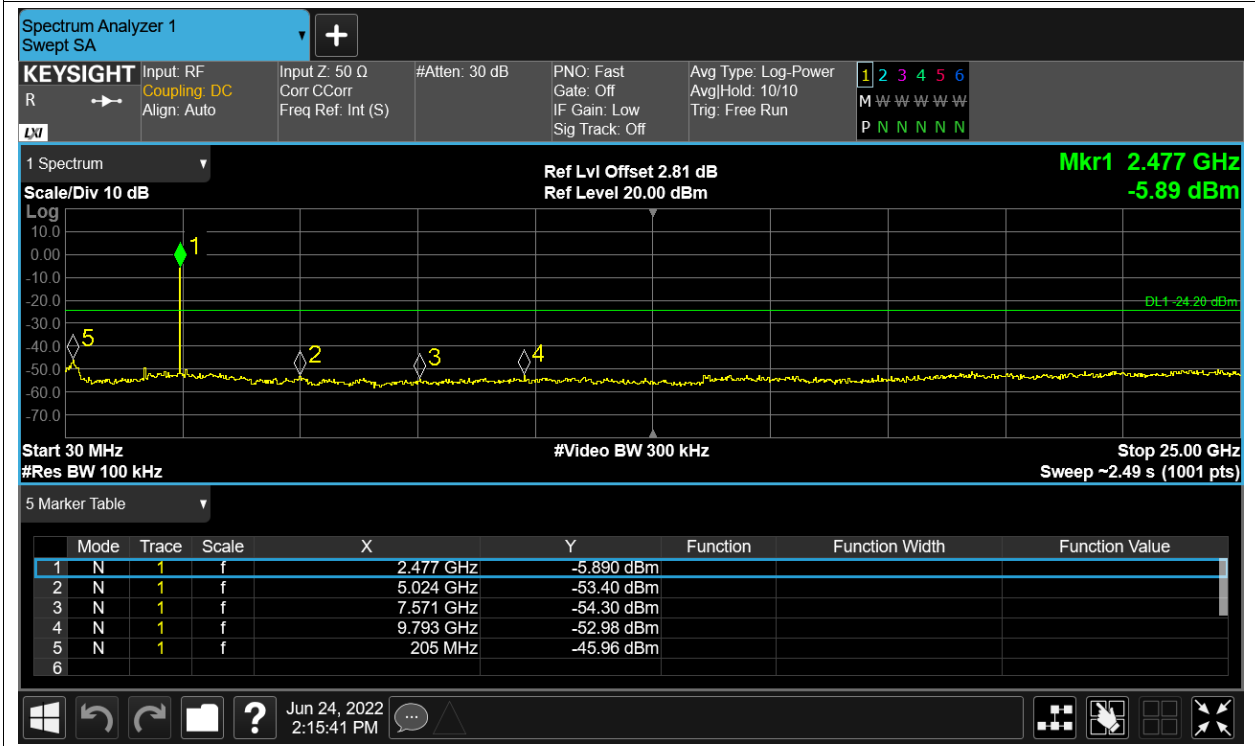 Spectrum Analyzer 1
Swept SA
KEYSIGHT
R
LXI
Input: RF
Coupling: DC
Align: Auto
Input Z: 50 Ω
Corr CCorr
Freq Ref: Int (S)
#Atten: 30 dB
PNO: Fast
Gate: Off
IF Gain: Low
Sig Track: Off
Avg Type: Log-Power
Avg|Hold: 10/10
Trig: Free Run
1 2 3 4 5 6
M W W W W W
P N N N N N
1 Spectrum
Scale/Div 10 dB
Ref Lvl Offset 2.81 dB
Ref Level 20.00 dBm
Mkr1 2.477 GHz
-5.89 dBm
Log
10.0
0.00
-10.0
-20.0
-30.0
-40.0
-50.0
-60.0
-70.0
1
5
2
3
4
DL1 -24.20 dBm
Start 30 MHz
#Res BW 100 kHz
#Video BW 300 kHz
Stop 25.00 GHz
Sweep ~2.49 s (1001 pts)
5 Marker Table
Mode Trace Scale X Y Function Function Width Function Value
1 N 1 f 2.477 GHz -5.890 dBm
2 N 1 f 5.024 GHz -53.40 dBm
3 N 1 f 7.571 GHz -54.30 dBm
4 N 1 f 9.793 GHz -52.98 dBm
5 N 1 f 205 MHz -45.96 dBm
6
?
Jun 24, 2022
2:15:41 PM